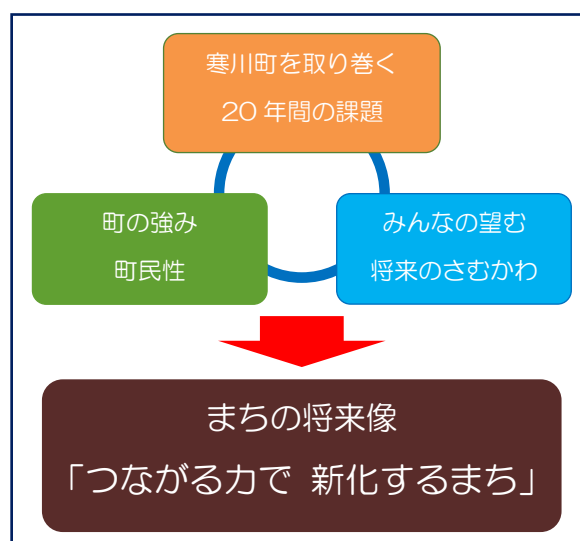 寒川町を取り巻く
20 年間の課題
町の強み
町民性
みんなの望む
将来のさむかわ
まちの将来像
「つながる力で 新化するまち」